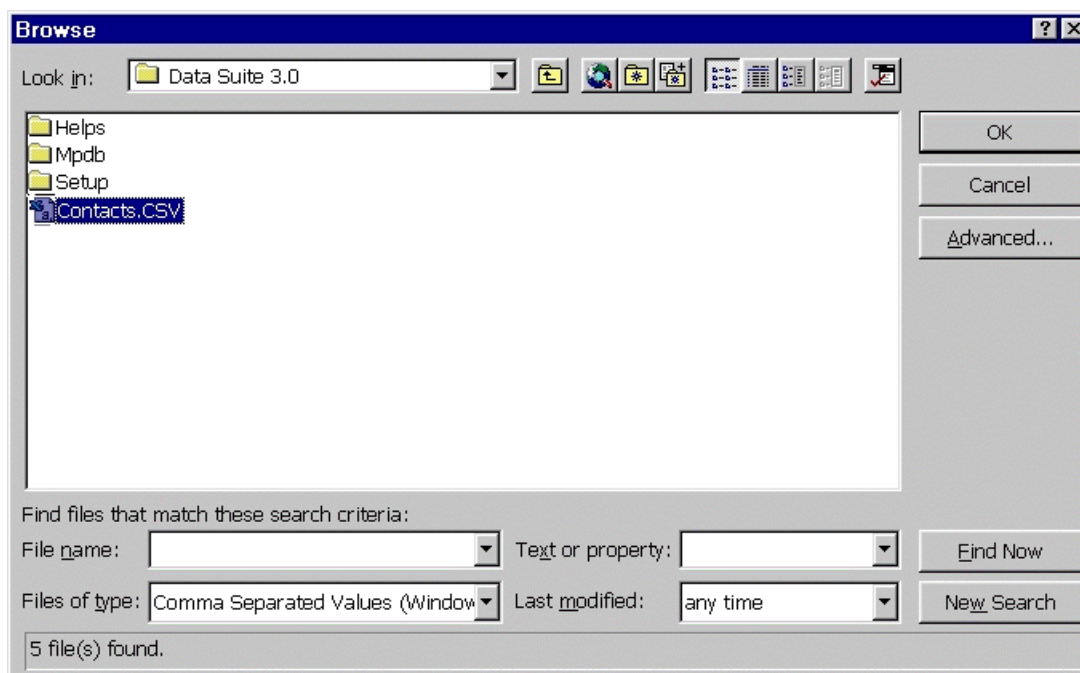 Browse
Look in: Data Suite 3.0
Helps
Mpdb
Setup
Contacts.CSV
OK
Cancel
Advanced...
Find files that match these search criteria:
File name: Text or property: Find Now
Files of type: Comma Separated Values (Window Last modified: any time New Search
5 file(s) found.